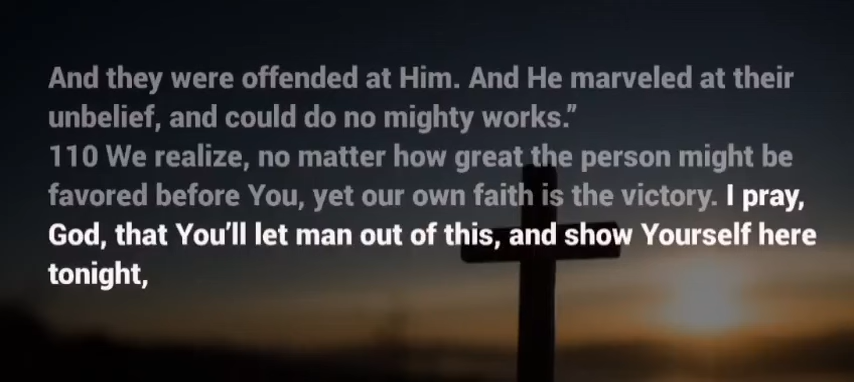 And they were offended at Him. And He marveled at their
unbelief, and could do no mighty works.”
110 We realize, no matter how great the person might be
favored before You, yet our own faith is the victory. I pray,
God, that You’ll let man out of this, and show Yourself here
tonight,